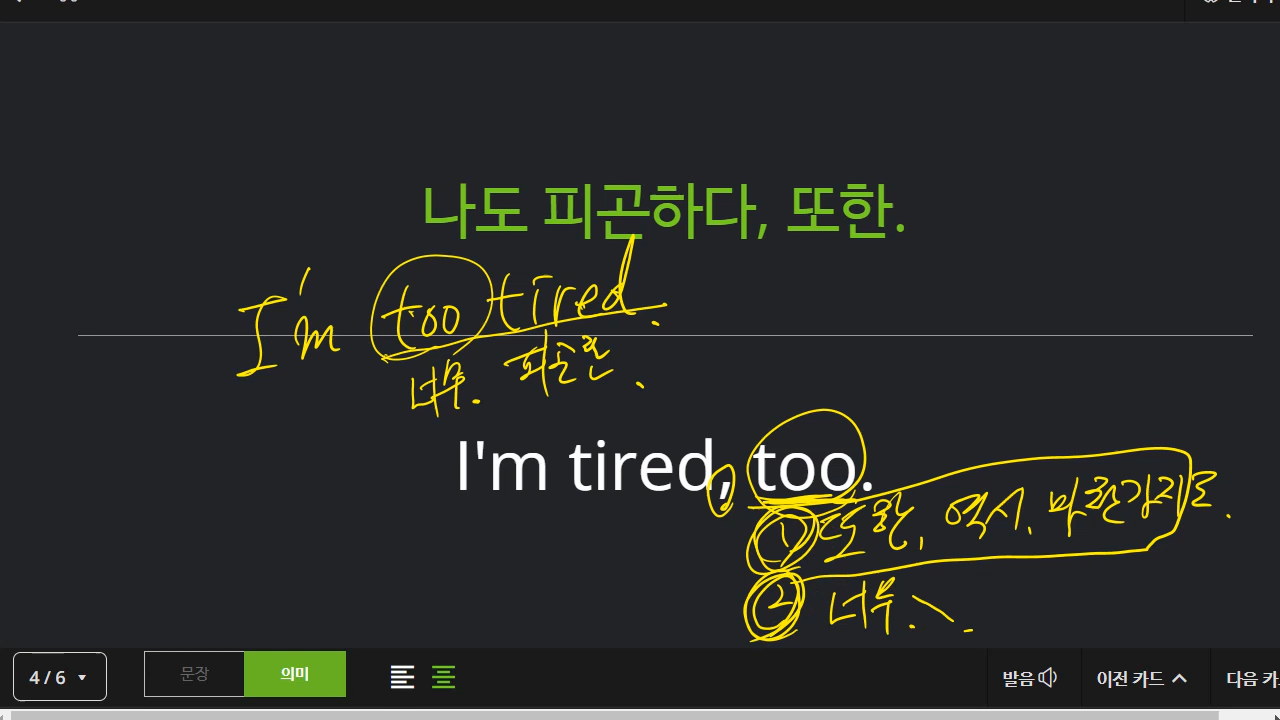 나도 피곤하다, 또한.
I'm too tired.
너무. 피곤한.
I'm tired, too.
① 또한, 역시, 마찬가지로.
② 너무.
4 / 6
문장
의미
발음
이전 카드
다음 카